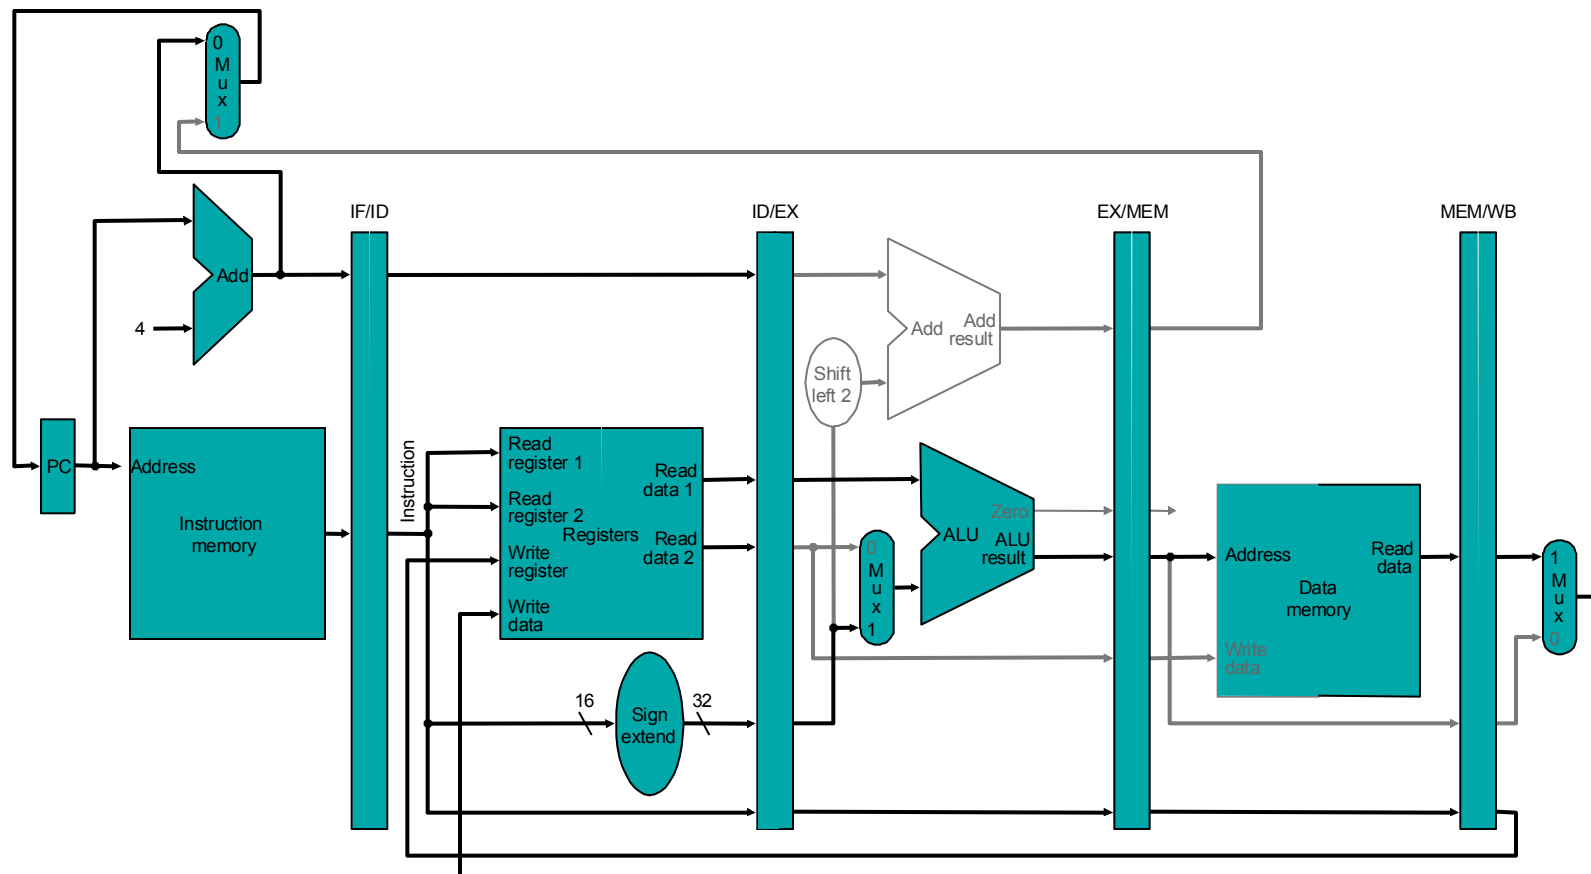 0
M
u
x
1
IF/ID
ID/EX
EX/MEM
MEM/WB
Add
4
Add
Add
result
Shift
left 2
PC
Address
Instruction
memory
Instruction
Read
register 1
Read
register 2
Write
register
Write
data
Registers
Read
data 1
Read
data 2
16
Sign
extend
32
0
M
u
x
1
ALU
Zero
ALU
result
Address
Read
data
Data
memory
Write
data
1
M
u
x
0